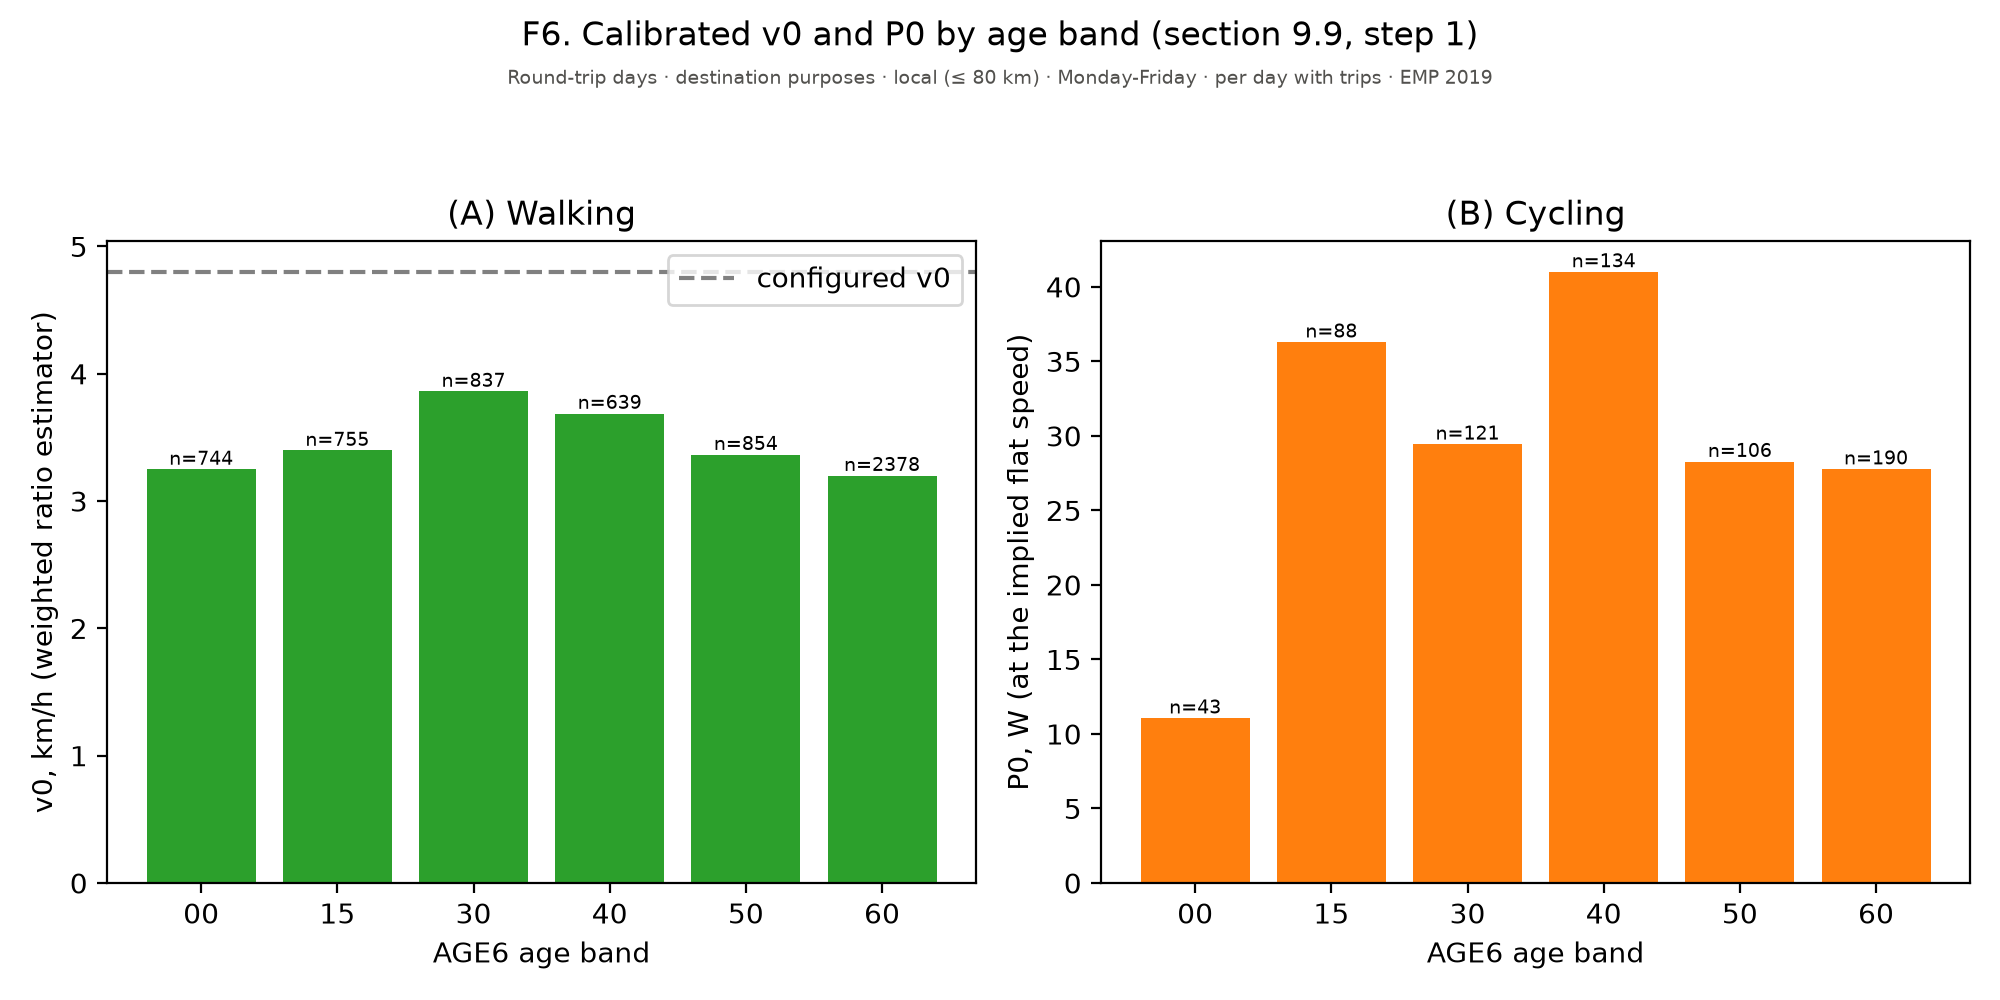 F6. Calibrated v0 and P0 by age band (section 9.9, step 1)
Round-trip days · destination purposes · local (≤ 80 km) · Monday-Friday · per day with trips · EMP 2019
(A) Walking
v0, km/h (weighted ratio estimator)
5
4
3
2
1
0
configured v0
n=744
n=755
n=837
n=639
n=854
n=2378
00
15
30
40
50
60
AGE6 age band
(B) Cycling
P0, W (at the implied flat speed)
40
35
30
25
20
15
10
5
0
n=43
n=88
n=121
n=134
n=106
n=190
00
15
30
40
50
60
AGE6 age band